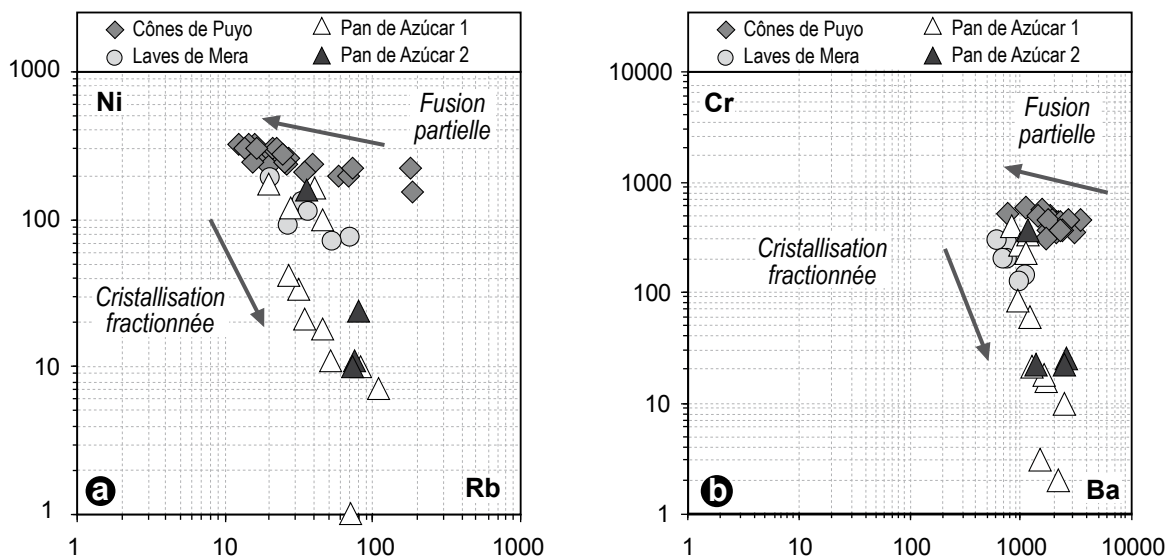 Cônes de Puyo
Pan de Azúcar 1
Laves de Mera
Pan de Azúcar 2
1000
100
10
1
Ni
Fusion
partielle
Cristallisation
fractionnée
a
Rb
1
10
100
1000
Cônes de Puyo
Pan de Azúcar 1
Laves de Mera
Pan de Azúcar 2
10000
1000
100
10
1
Cr
Fusion
partielle
Cristallisation
fractionnée
b
Ba
1
10
100
1000
10000